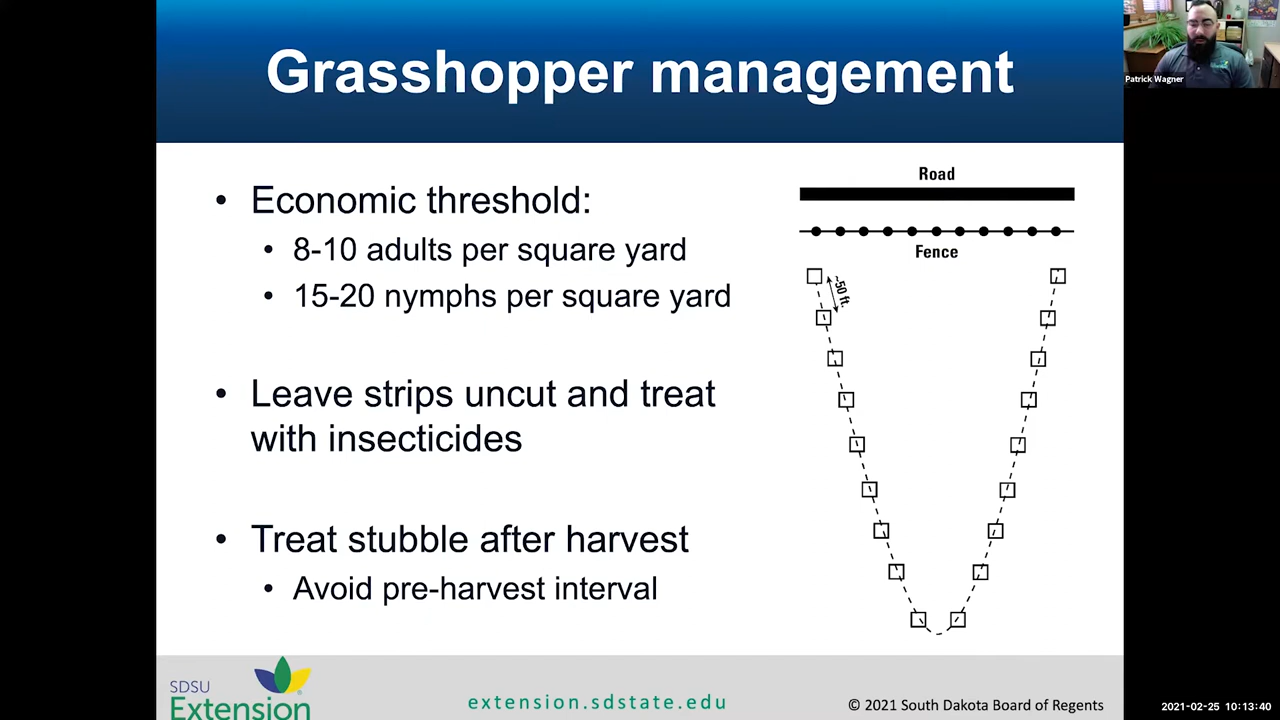 Grasshopper management
Patrick Wagner
• Economic threshold:
• 8-10 adults per square yard
• 15-20 nymphs per square yard
• Leave strips uncut and treat
with insecticides
• Treat stubble after harvest
• Avoid pre-harvest interval
Road
Fence
~50 ft.
SDSU
Extension
extension.sdstate.edu
© 2021 South Dakota Board of Regents
2021-02-25 10:13:40